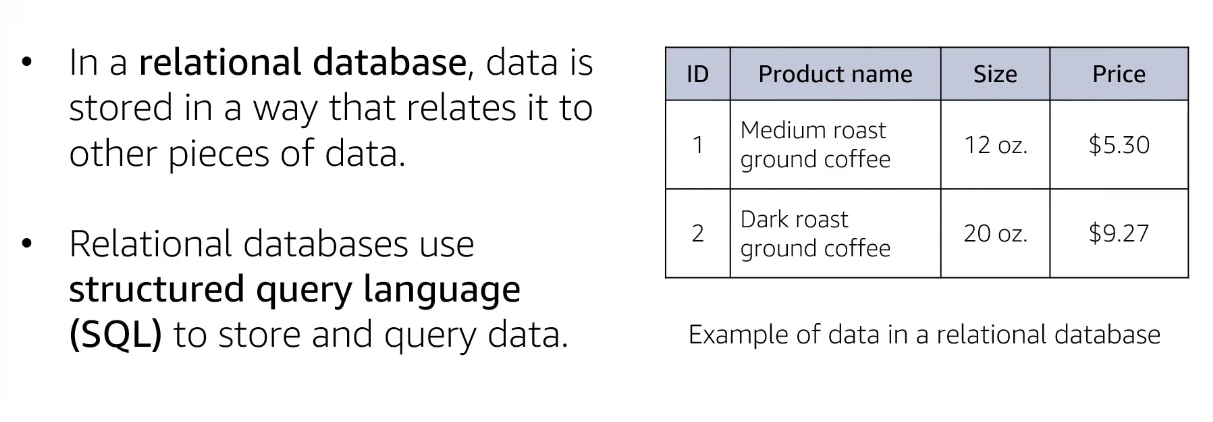 • In a relational database, data is
stored in a way that relates it to
other pieces of data.
• Relational databases use
structured query language
(SQL) to store and query data.
ID Product name Size Price
1 Medium roast
ground coffee 12 oz. $5.30
2 Dark roast
ground coffee 20 oz. $9.27
Example of data in a relational database